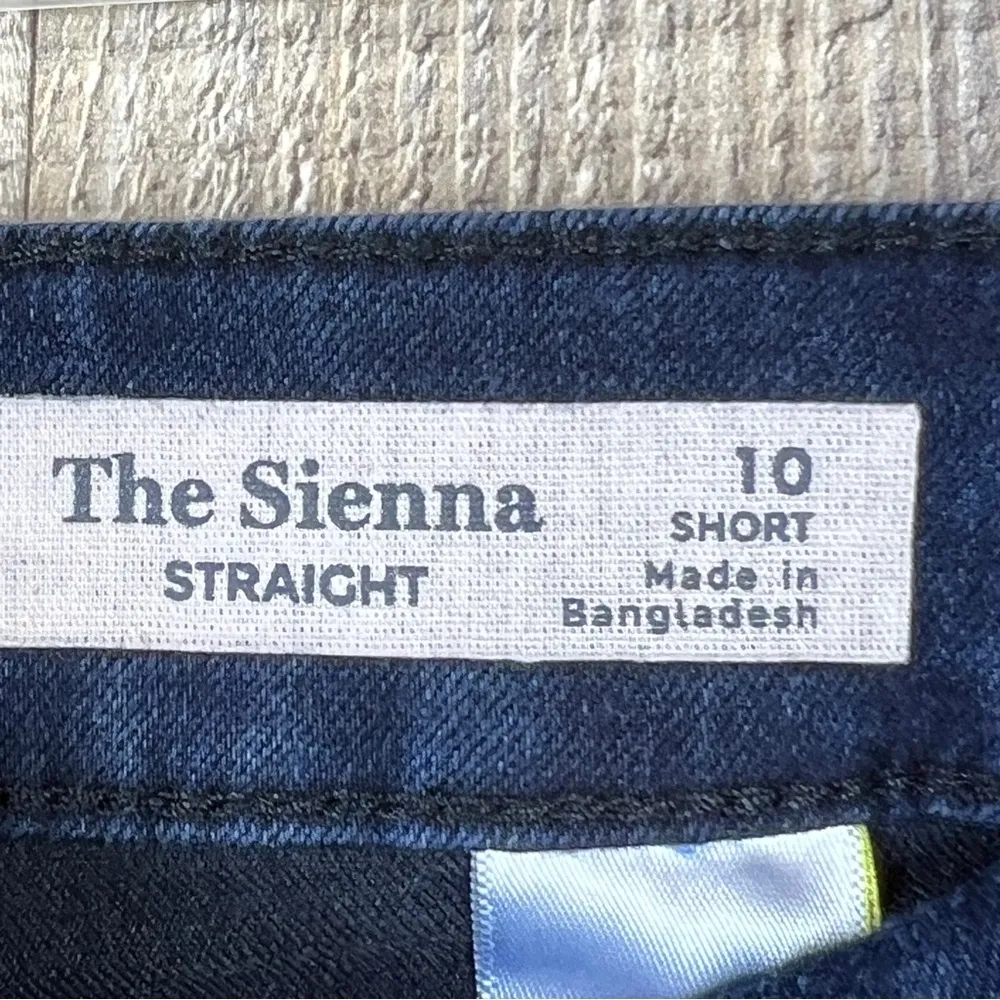 The Sienna
STRAIGHT
10
SHORT
Made in
Bangladesh